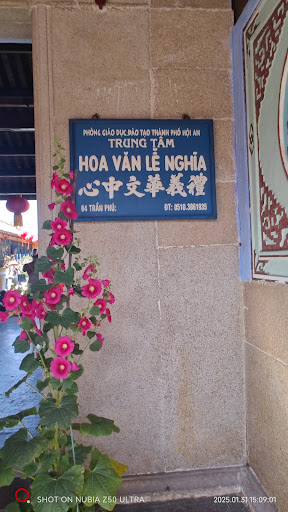 PHÒNG GIÁO DỤC ĐÀO TẠO THÀNH PHỐ HỘI AN
TRUNG TÂM
HOA VĂN LỄ NGHĨA
心中文華義禮
64 TRẦN PHÚ:
ĐT: 0510.3861935
SHOT ON NUBIA Z50 ULTRA
2025.01.31 15:09:01